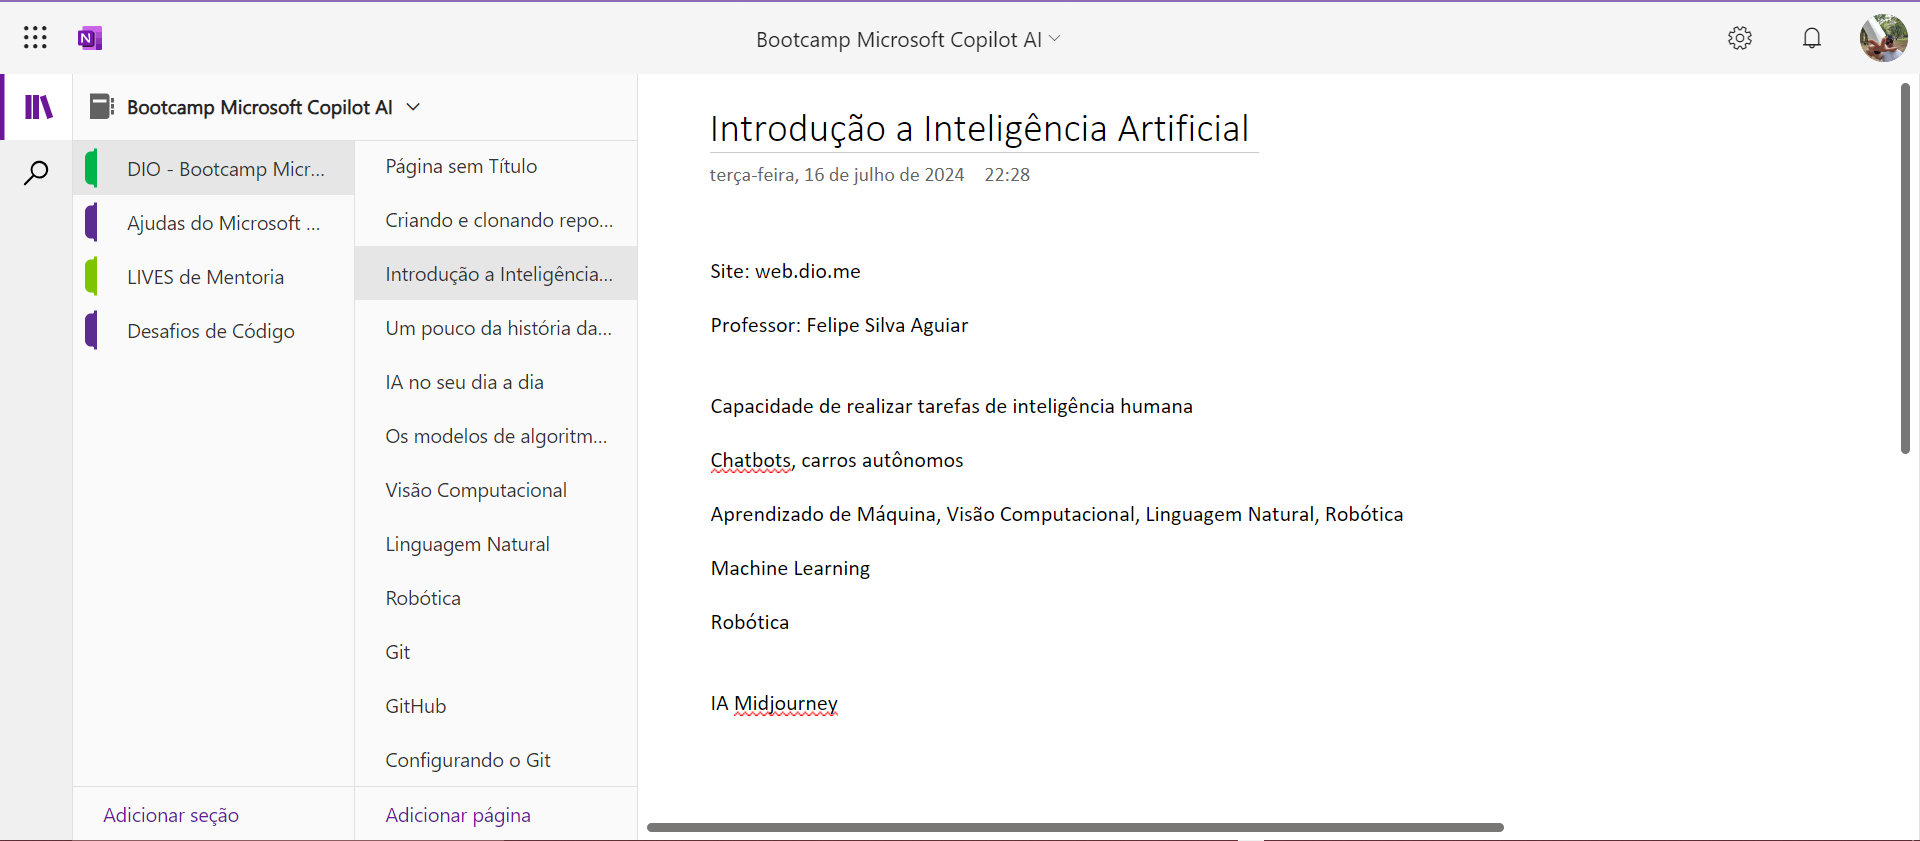 Bootcamp Microsoft Copilot AI
N
Bootcamp Microsoft Copilot AI
DIO - Bootcamp Micr...
Ajudas do Microsoft ...
LIVES de Mentoria
Desafios de Código
Adicionar seção
Página sem Título
Criando e clonando repo...
Introdução a Inteligência...
Um pouco da história da...
IA no seu dia a dia
Os modelos de algoritm...
Visão Computacional
Linguagem Natural
Robótica
Git
GitHub
Configurando o Git
Adicionar página
Introdução a Inteligência Artificial
terça-feira, 16 de julho de 2024 22:28
Site: web.dio.me
Professor: Felipe Silva Aguiar
Capacidade de realizar tarefas de inteligência humana
Chatbots, carros autônomos
Aprendizado de Máquina, Visão Computacional, Linguagem Natural, Robótica
Machine Learning
Robótica
IA Midjourney